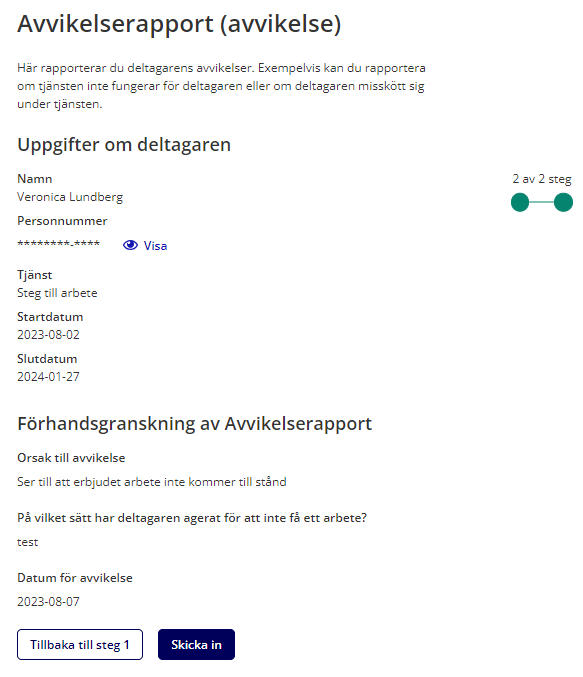 Avvikelserapport (avvikelse)
Här rapporterar du deltagarens avvikelser. Exempelvis kan du rapportera
om tjänsten inte fungerar för deltagaren eller om deltagaren misskött sig
under tjänsten.
Uppgifter om deltagaren
Namn
Veronica Lundberg
2 av 2 steg
Personnummer
********-**** Visa
Tjänst
Steg till arbete
Startdatum
2023-08-02
Slutdatum
2024-01-27
Förhandsgranskning av Avvikelserapport
Orsak till avvikelse
Ser till att erbjudet arbete inte kommer till stånd
På vilket sätt har deltagaren agerat för att inte få ett arbete?
test
Datum för avvikelse
2023-08-07
Tillbaka till steg 1 Skicka in